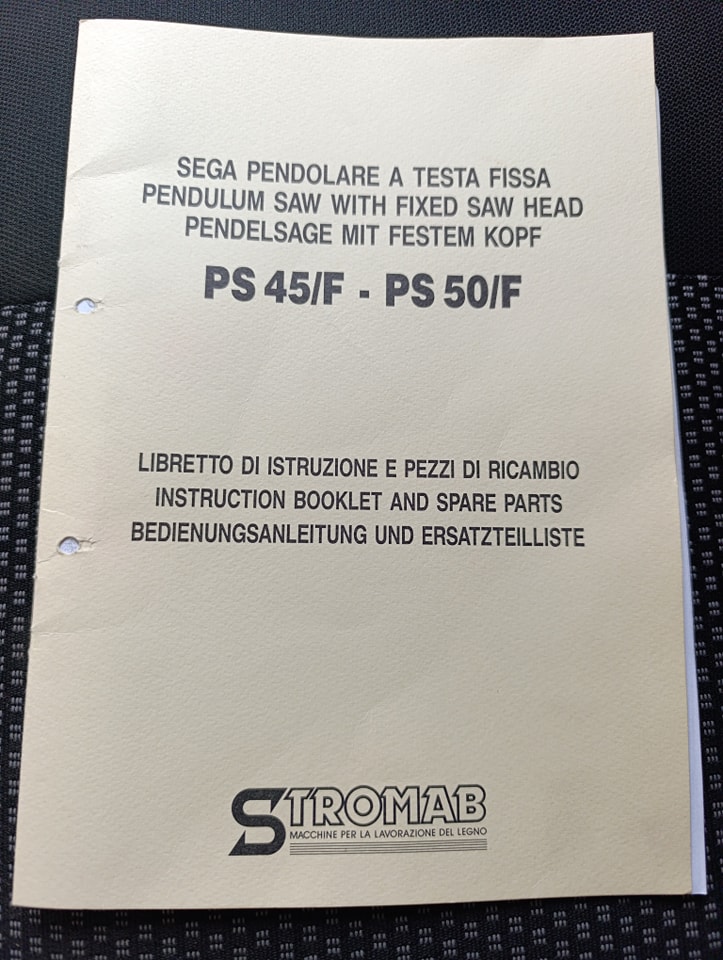 SEGA PENDOLARE A TESTA FISSA
PENDULUM SAW WITH FIXED SAW HEAD
PENDELSAGE MIT FESTEM KOPF
PS 45/F - PS 50/F
LIBRETTO DI ISTRUZIONE E PEZZI DI RICAMBIO
INSTRUCTION BOOKLET AND SPARE PARTS
BEDIENUNGSANLEITUNG UND ERSATZTEILLISTE
STROMAB
MACCHINE PER LA LAVORAZIONE DEL LEGNO